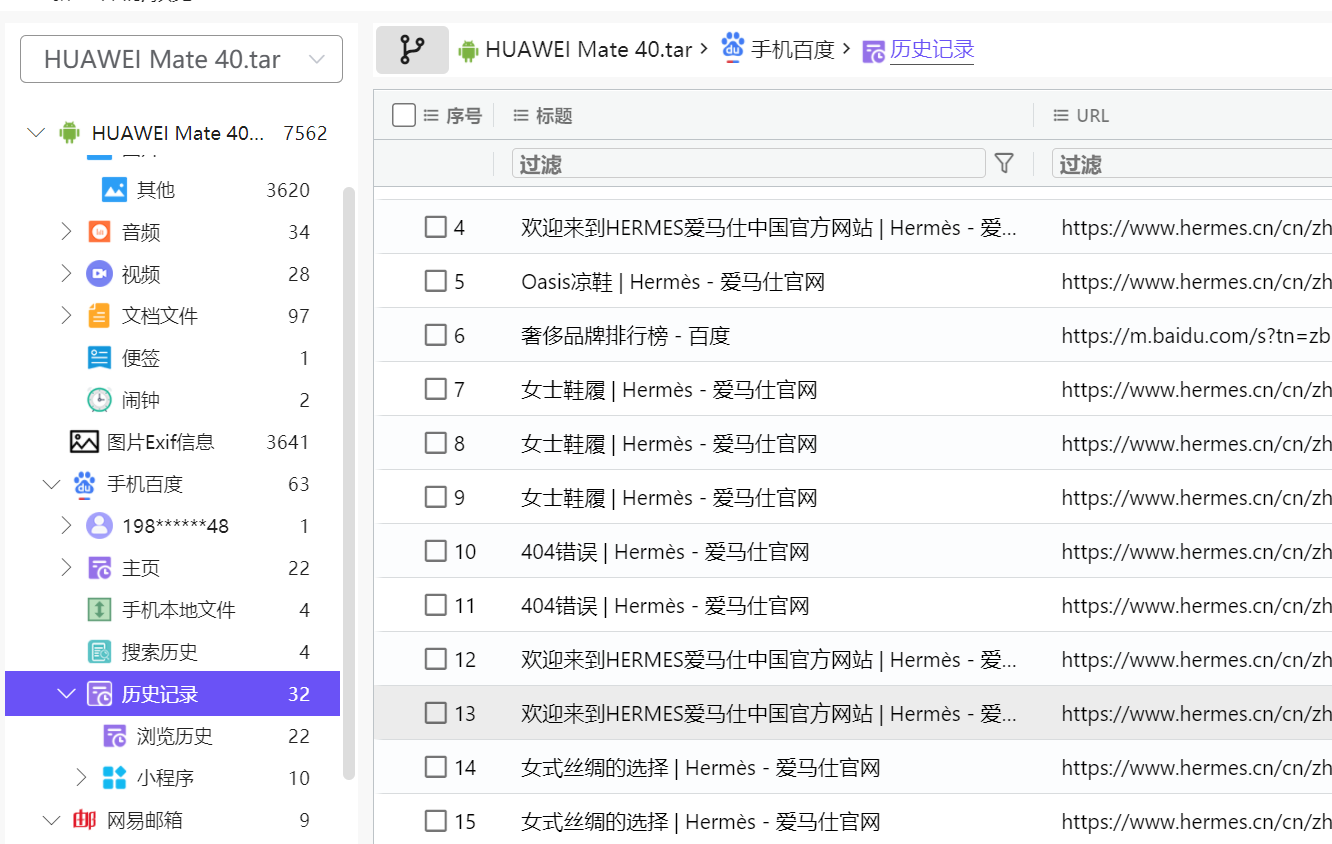 HUAWEI Mate 40.tar
HUAWEI Mate 40... 7562
其他 3620
音频 34
视频 28
文档文件 97
便签 1
闹钟 2
图片Exif信息 3641
手机百度 63
198******48 1
主页 22
手机本地文件 4
搜索历史 4
历史记录 32
浏览历史 22
小程序 10
网易邮箱 9
HUAWEI Mate 40.tar > 手机百度 > 历史记录
序号 标题 URL
过滤 过滤
4 欢迎来到HERMES爱马仕中国官方网站 | Hermès - 爱... https://www.hermes.cn/cn/zh
5 Oasis凉鞋 | Hermès - 爱马仕官网 https://www.hermes.cn/cn/zh
6 奢侈品牌排行榜 - 百度 https://m.baidu.com/s?tn=zb
7 女士鞋履 | Hermès - 爱马仕官网 https://www.hermes.cn/cn/zh
8 女士鞋履 | Hermès - 爱马仕官网 https://www.hermes.cn/cn/zh
9 女士鞋履 | Hermès - 爱马仕官网 https://www.hermes.cn/cn/zh
10 404错误 | Hermès - 爱马仕官网 https://www.hermes.cn/cn/zh
11 404错误 | Hermès - 爱马仕官网 https://www.hermes.cn/cn/zh
12 欢迎来到HERMES爱马仕中国官方网站 | Hermès - 爱... https://www.hermes.cn/cn/zh
13 欢迎来到HERMES爱马仕中国官方网站 | Hermès - 爱... https://www.hermes.cn/cn/zh
14 女式丝绸的选择 | Hermès - 爱马仕官网 https://www.hermes.cn/cn/zh
15 女式丝绸的选择 | Hermès - 爱马仕官网 https://www.hermes.cn/cn/zh